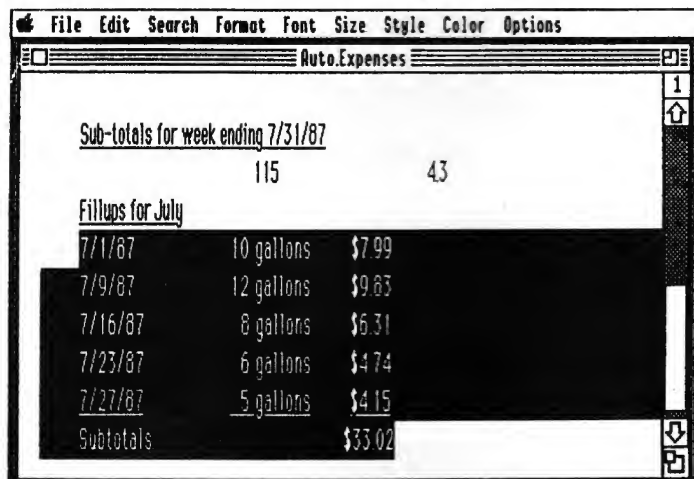 File Edit Search Format Font Size Style Color Options
Auto.Expenses
1
Sub-totals for week ending 7/31/87
115 4.3
Fillups for July
7/1/87 10 gallons $7.99
7/9/87 12 gallons $9.83
7/16/87 8 gallons $6.31
7/23/87 6 gallons $4.74
7/27/87 5 gallons $4.15
Subtotals $33.02